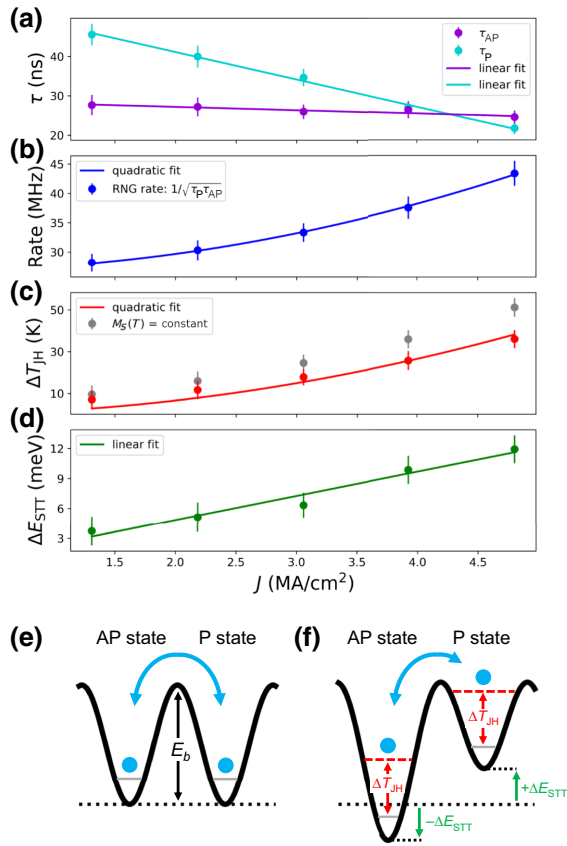 (a)
τ (ns)
40
30
20
τAP
τP
linear fit
linear fit
(b)
Rate (MHz)
45
40
35
30
quadratic fit
RNG rate: 1/√τPτAP
(c)
ΔTJH (K)
50
30
10
quadratic fit
MS(T) = constant
(d)
ΔESTT (meV)
12
9
6
3
linear fit
1.5 2.0 2.5 3.0 3.5 4.0 4.5
J (MA/cm²)
(e)
AP state P state
Eb
(f)
AP state P state
ΔTJH
ΔTJH
+ΔESTT
−ΔESTT